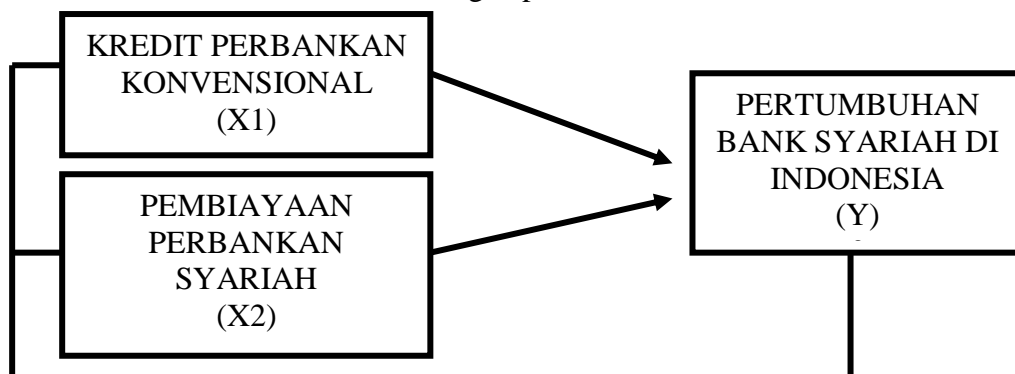 KREDIT PERBANKAN
KONVENSIONAL
(X1)
PEMBIAYAAN
PERBANKAN
SYARIAH
(X2)
PERTUMBUHAN
BANK SYARIAH DI
INDONESIA
(Y)